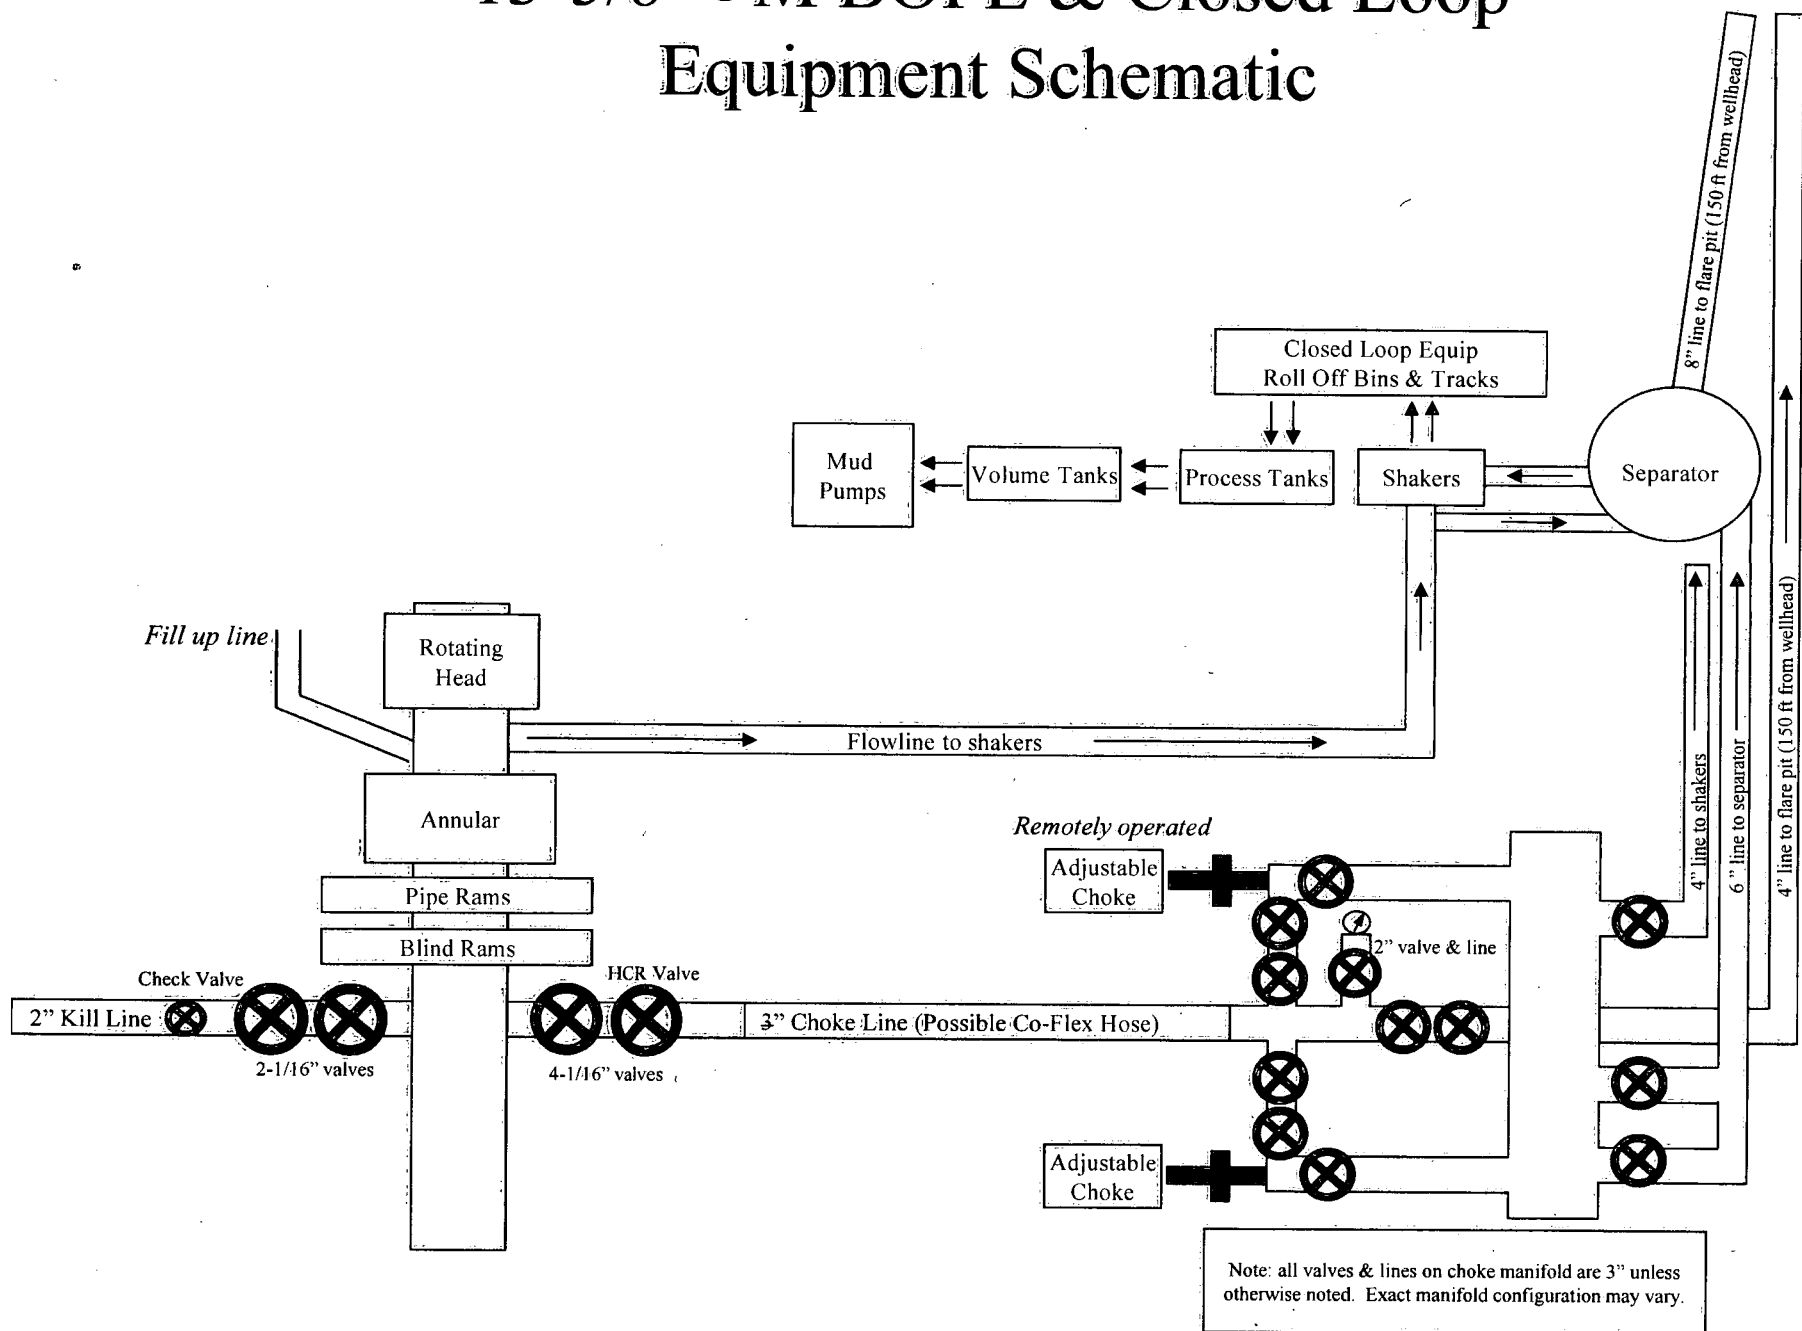 BOPE & Closed Loop
Equipment Schematic
8” line to flare pit (150 ft from wellhead)
Closed Loop Equip
Roll Off Bins & Tracks
Mud
Pumps
Volume Tanks
Process Tanks
Shakers
Separator
Fill up line
Rotating
Head
Flowline to shakers
Annular
Pipe Rams
Blind Rams
Check Valve
HCR Valve
2” Kill Line
2-1/16” valves
4-1/16” valves
3” Choke Line (Possible Co-Flex Hose)
Remotely operated
Adjustable
Choke
2” valve & line
Adjustable
Choke
4” line to shakers
6 ” line to separator
4” line to flare pit (150 ft from wellhead)
Note: all valves & lines on choke manifold are 3” unless
otherwise noted. Exact manifold configuration may vary.